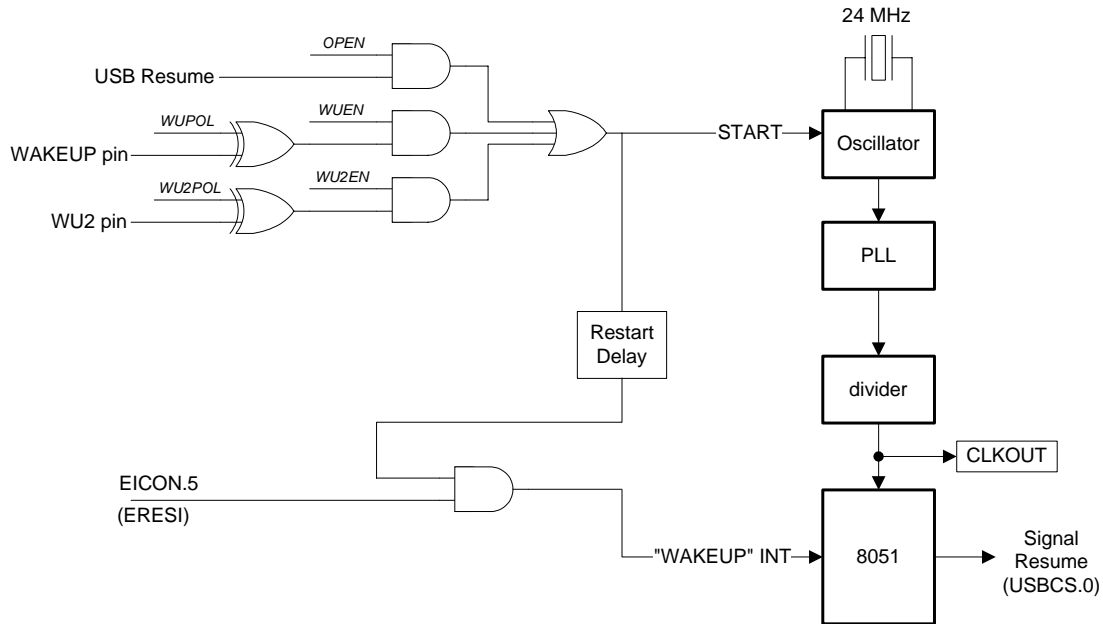 24 MHz
OPEN
USB Resume
WUPOL
WUEN
WAKEUP pin
START
Oscillator
WU2POL
WU2EN
WU2 pin
PLL
Restart
Delay
divider
CLKOUT
EICON.5
(ERESI)
"WAKEUP" INT
8051
Signal
Resume
(USBCS.0)